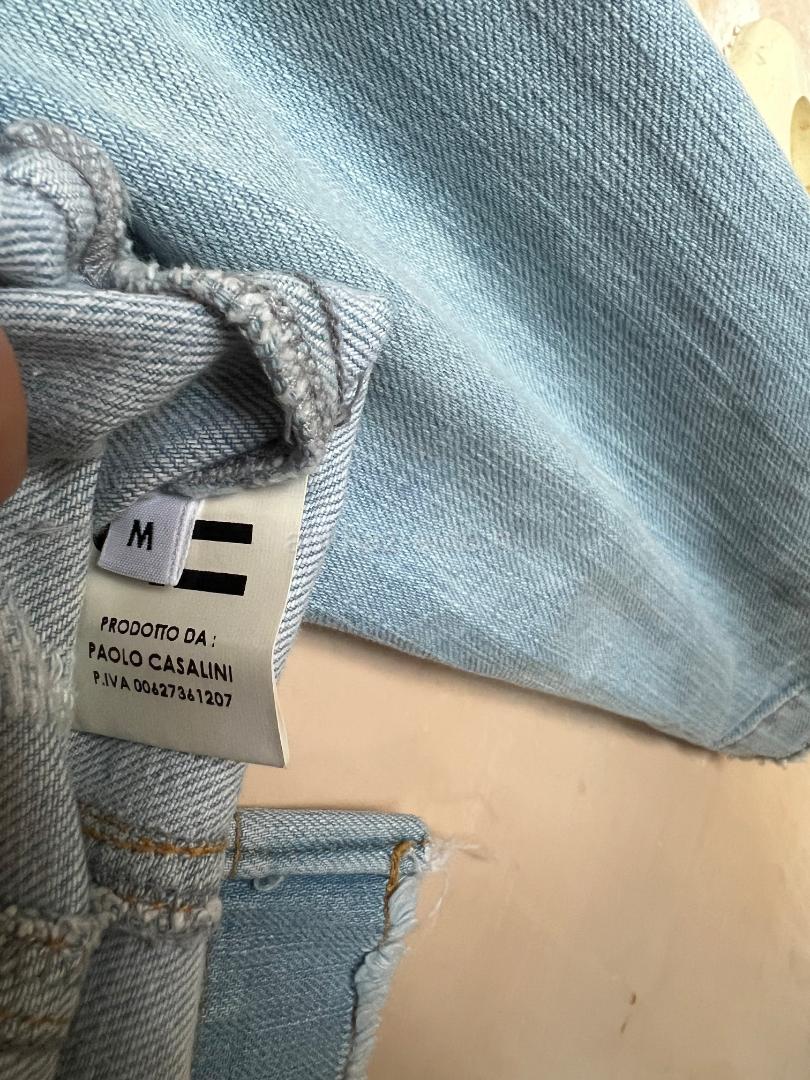 M
PRODOTTO DA :
PAOLO CASALINI
P.IVA 00627361207